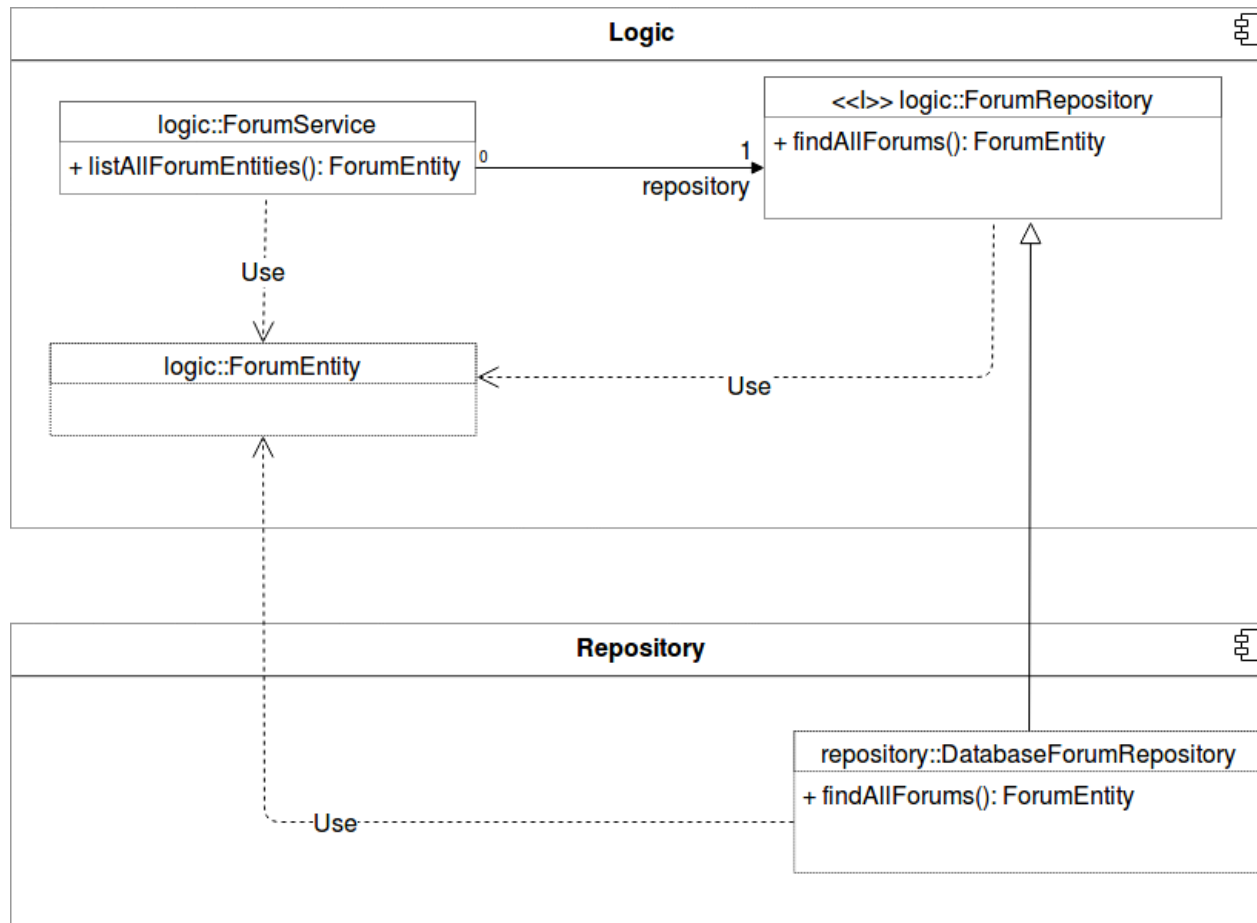 Logic
logic::ForumService
+ listAllForumEntities(): ForumEntity
0
1
repository
<<I>> logic::ForumRepository
+ findAllForums(): ForumEntity
Use
logic::ForumEntity
Use
Repository
repository::DatabaseForumRepository
+ findAllForums(): ForumEntity
Use